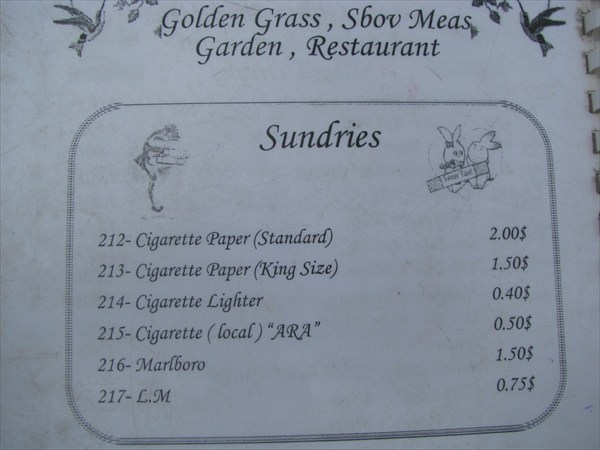 Golden Grass , Sbov Meas
Garden , Restaurant
Sundries
212- Cigarette Paper (Standard) 2.00$
213- Cigarette Paper (King Size) 1.50$
214- Cigarette Lighter 0.40$
215- Cigarette ( local ) “ARA” 0.50$
216- Marlboro 1.50$
217- L.M 0.75$